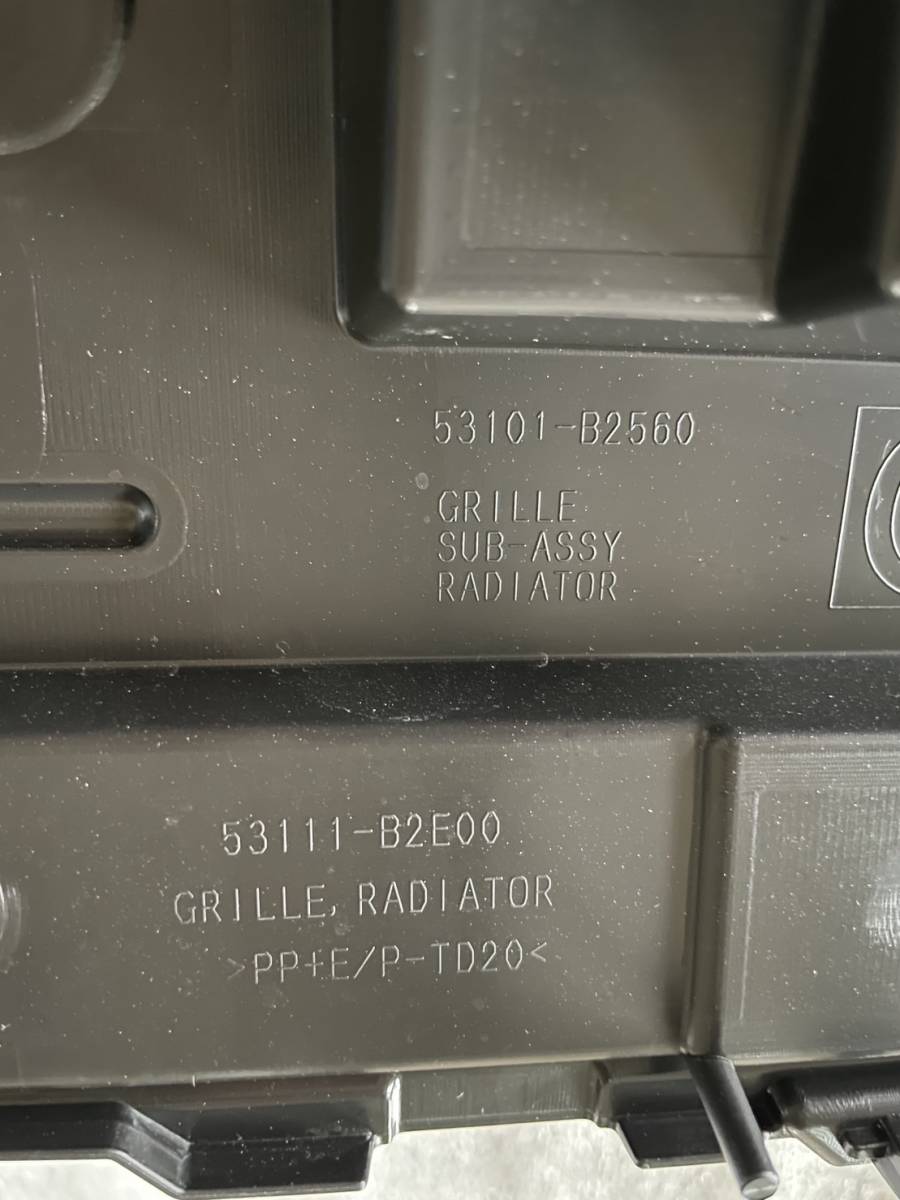 53101-B2560
GRILLE
SUB-ASSY
RADIATOR
53111-B2E00
GRILLE, RADIATOR
>PP+E/P-TD20<